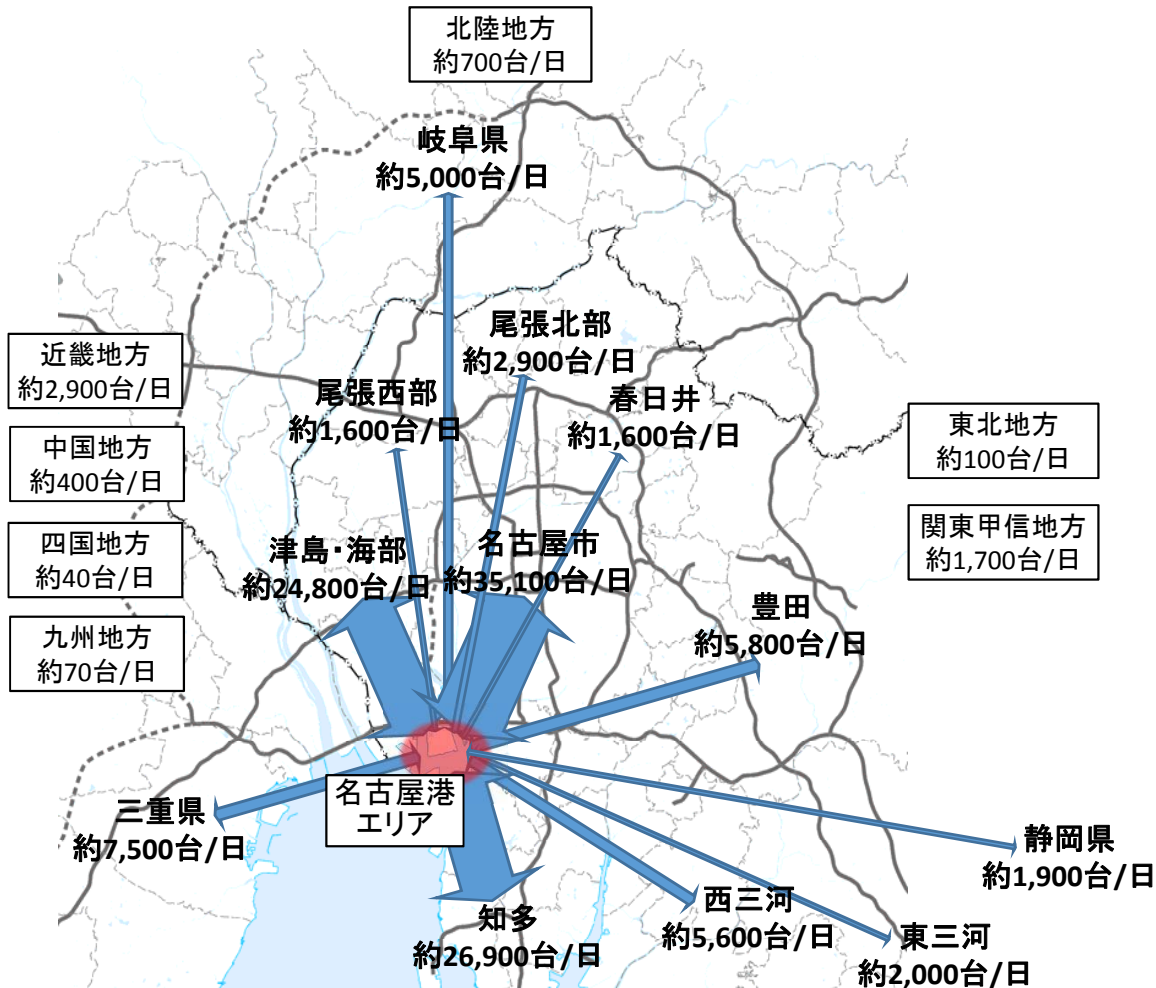 北陸地方
約700台/日
岐阜県
約5,000台/日
尾張北部
約2,900台/日
近畿地方
約2,900台/日
尾張西部
約1,600台/日
春日井
約1,600台/日
中国地方
約400台/日
東北地方
約100台/日
四国地方
約40台/日
津島・海部
約24,800台/日
名古屋市
約35,100台/日
関東甲信地方
約1,700台/日
九州地方
約70台/日
豊田
約5,800台/日
名古屋港
エリア
三重県
約7,500台/日
静岡県
約1,900台/日
西三河
約5,600台/日
知多
約26,900台/日
東三河
約2,000台/日